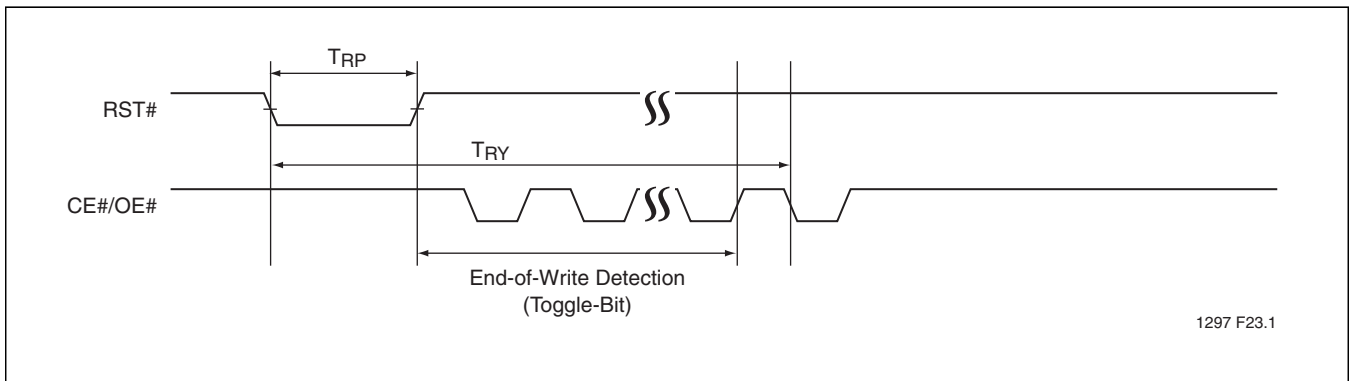 TRP
RST#
TRY
CE#/OE#
End-of-Write Detection
(Toggle-Bit)
1297 F23.1